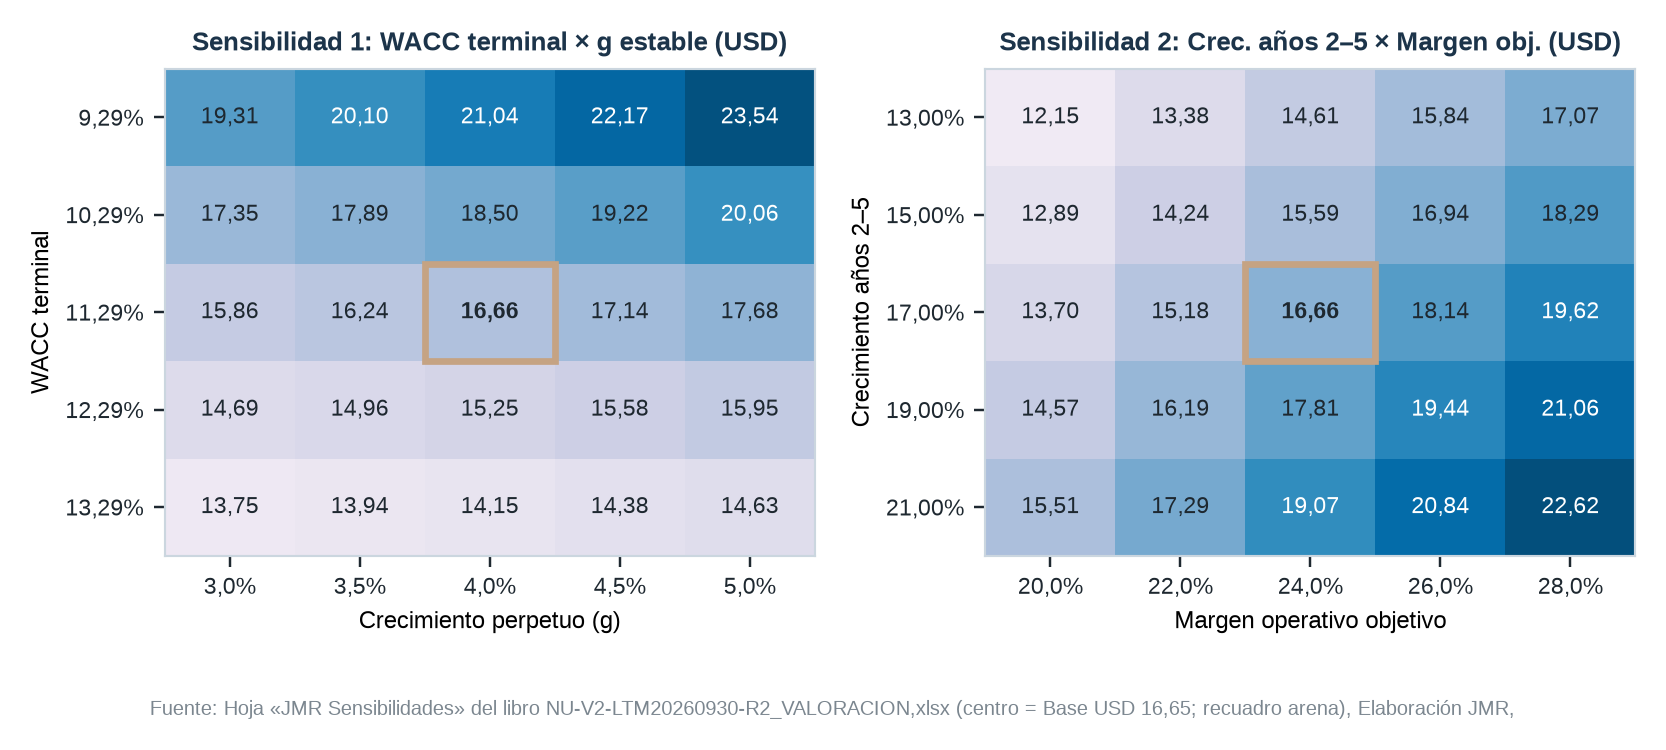 Sensibilidad 1: WACC terminal × g estable (USD)
WACC terminal
9,29% 19,31 20,10 21,04 22,17 23,54
10,29% 17,35 17,89 18,50 19,22 20,06
11,29% 15,86 16,24 16,66 17,14 17,68
12,29% 14,69 14,96 15,25 15,58 15,95
13,29% 13,75 13,94 14,15 14,38 14,63
3,0% 3,5% 4,0% 4,5% 5,0%
Crecimiento perpetuo (g)
Sensibilidad 2: Crec. años 2–5 × Margen obj. (USD)
Crecimiento años 2–5
13,00% 12,15 13,38 14,61 15,84 17,07
15,00% 12,89 14,24 15,59 16,94 18,29
17,00% 13,70 15,18 16,66 18,14 19,62
19,00% 14,57 16,19 17,81 19,44 21,06
21,00% 15,51 17,29 19,07 20,84 22,62
20,0% 22,0% 24,0% 26,0% 28,0%
Margen operativo objetivo
Fuente: Hoja «JMR Sensibilidades» del libro NU-V2-LTM20260930-R2_VALORACION,xlsx (centro = Base USD 16,65; recuadro arena), Elaboración JMR,